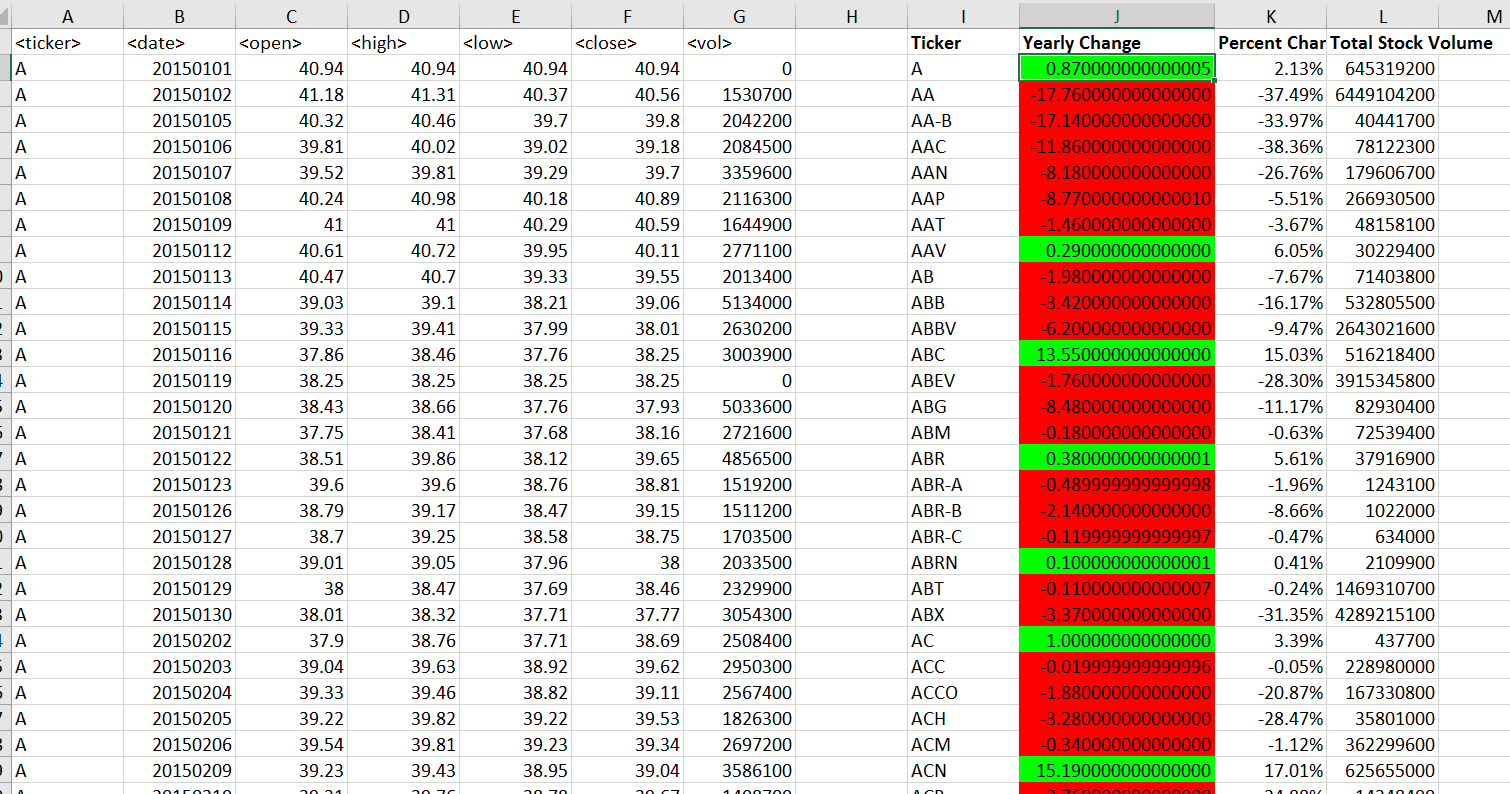 A B C D E F G H I J K L M
<ticker> <date> <open> <high> <low> <close> <vol> Ticker Yearly Change Percent Char Total Stock Volume
A 20150101 40.94 40.94 40.94 40.94 0 A 0.870000000000005 2.13% 645319200
A 20150102 41.18 41.31 40.37 40.56 1530700 AA -17.760000000000000 -37.49% 6449104200
A 20150105 40.32 40.46 39.7 39.8 2042200 AA-B -17.140000000000000 -33.97% 40441700
A 20150106 39.81 40.02 39.02 39.18 2084500 AAC -11.860000000000000 -38.36% 78122300
A 20150107 39.52 39.81 39.29 39.7 3359600 AAN -8.180000000000000 -26.76% 179606700
A 20150108 40.24 40.98 40.18 40.89 2116300 AAP -8.770000000000010 -5.51% 266930500
A 20150109 41 41 40.29 40.59 1644900 AAT -1.460000000000000 -3.67% 48158100
A 20150112 40.61 40.72 39.95 40.11 2771100 AAV 0.290000000000000 6.05% 30229400
A 20150113 40.47 40.7 39.33 39.55 2013400 AB -1.980000000000000 -7.67% 71403800
A 20150114 39.03 39.1 38.21 39.06 5134000 ABB -3.420000000000000 -16.17% 532805500
A 20150115 39.33 39.41 37.99 38.01 2630200 ABBV -6.200000000000000 -9.47% 2643021600
A 20150116 37.86 38.46 37.76 38.25 3003900 ABC 13.550000000000000 15.03% 516218400
A 20150119 38.25 38.25 38.25 38.25 0 ABEV -1.760000000000000 -28.30% 3915345800
A 20150120 38.43 38.66 37.76 37.93 5033600 ABG -8.480000000000000 -11.17% 82930400
A 20150121 37.75 38.41 37.68 38.16 2721600 ABM -0.180000000000000 -0.63% 72539400
A 20150122 38.51 39.86 38.12 39.65 4856500 ABR 0.380000000000001 5.61% 37916900
A 20150123 39.6 39.6 38.76 38.81 1519200 ABR-A -0.489999999999998 -1.96% 1243100
A 20150126 38.79 39.17 38.47 39.15 1511200 ABR-B -2.140000000000000 -8.66% 1022000
A 20150127 38.7 39.25 38.58 38.75 1703500 ABR-C -0.119999999999997 -0.47% 634000
A 20150128 39.01 39.05 37.96 38 2033500 ABRN 0.100000000000001 0.41% 2109900
A 20150129 38 38.47 37.69 38.46 2329900 ABT -0.110000000000007 -0.24% 1469310700
A 20150130 38.01 38.32 37.71 37.77 3054300 ABX -3.370000000000000 -31.35% 4289215100
A 20150202 37.9 38.76 37.71 38.69 2508400 AC 1.000000000000000 3.39% 437700
A 20150203 39.04 39.63 38.92 39.62 2950300 ACC -0.019999999999996 -0.05% 228980000
A 20150204 39.33 39.46 38.82 39.11 2567400 ACCO -1.880000000000000 -20.87% 167330800
A 20150205 39.22 39.82 39.22 39.53 1826300 ACH -3.280000000000000 -28.47% 35801000
A 20150206 39.54 39.81 39.23 39.34 2697200 ACM -0.340000000000000 -1.12% 362299600
A 20150209 39.23 39.43 38.95 39.04 3586100 ACN 15.190000000000000 17.01% 625655000